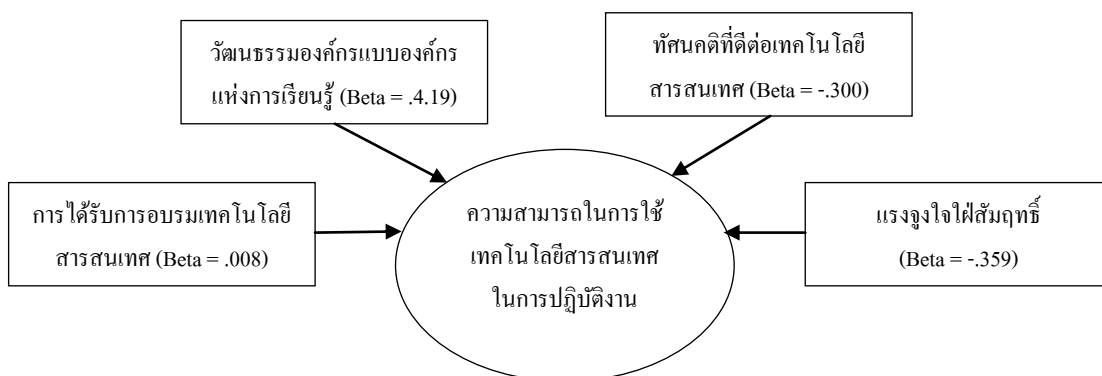 วัฒนธรรมองค์กรแบบองค์กร
แห่งการเรียนรู้ (Beta = .4.19)
ทัศนคติที่ดีต่อเทคโนโลยี
สารสนเทศ (Beta = -.300)
การได้รับการอบรมเทคโนโลยี
สารสนเทศ (Beta = .008)
ความสามารถในการใช้
เทคโนโลยีสารสนเทศ
ในการปฏิบัติงาน
แรงจูงใจใฝ่สัมฤทธิ์
(Beta = -.359)